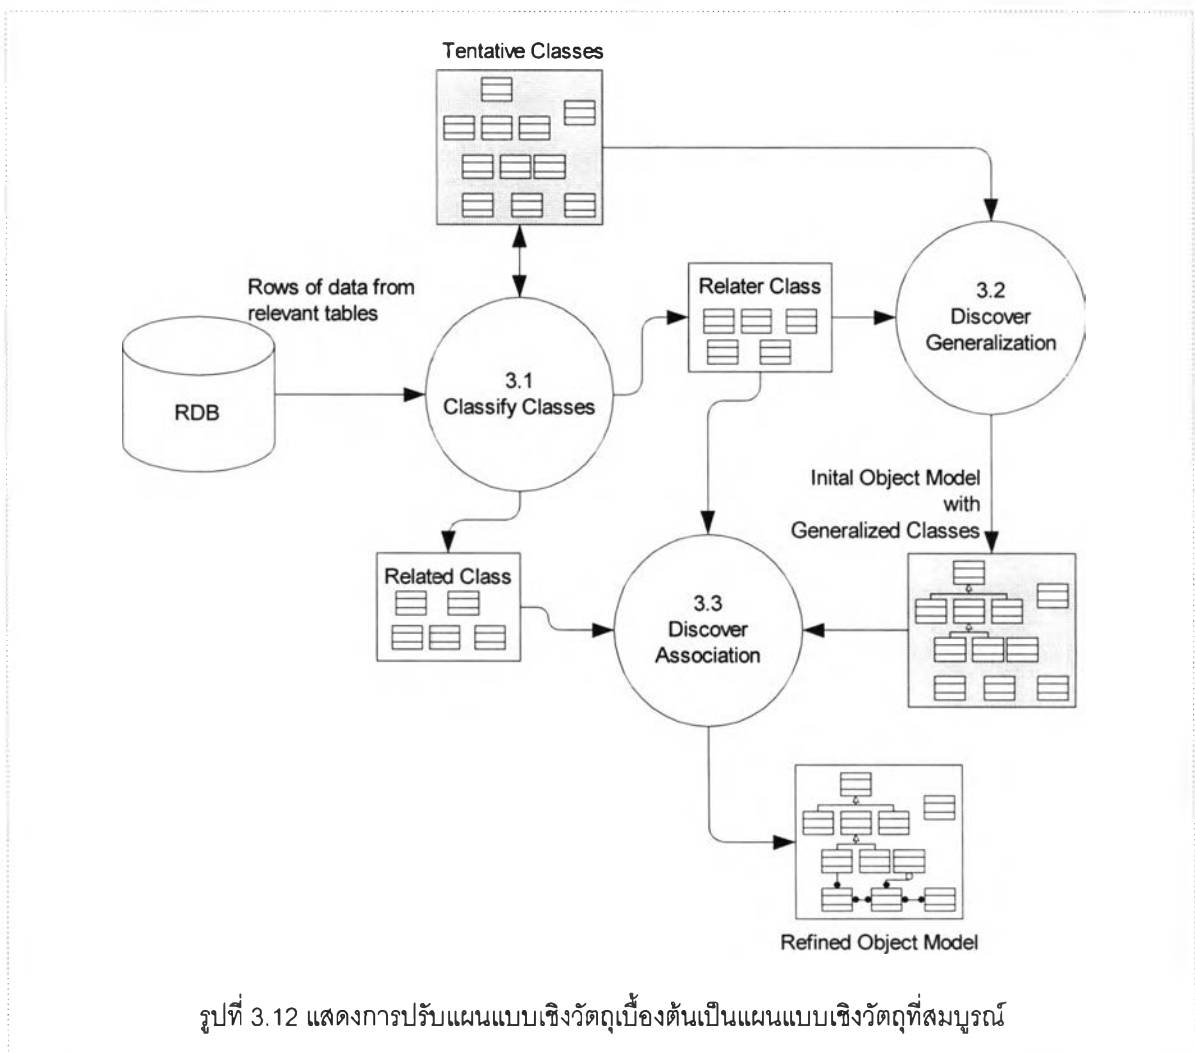 Tentative Classes
Rows of data from
relevant tables
RDB
3.1
Classify Classes
Relater Class
3.2
Discover
Generalization
Inital Object Model
with
Generalized Classes
Related Class
3.3
Discover
Association
Refined Object Model
รูปที่ 3.12 แสดงการปรับแผนแบบเชิงวัตถุเบื้องต้นเป็นแผนแบบเชิงวัตถุที่สมบูรณ์